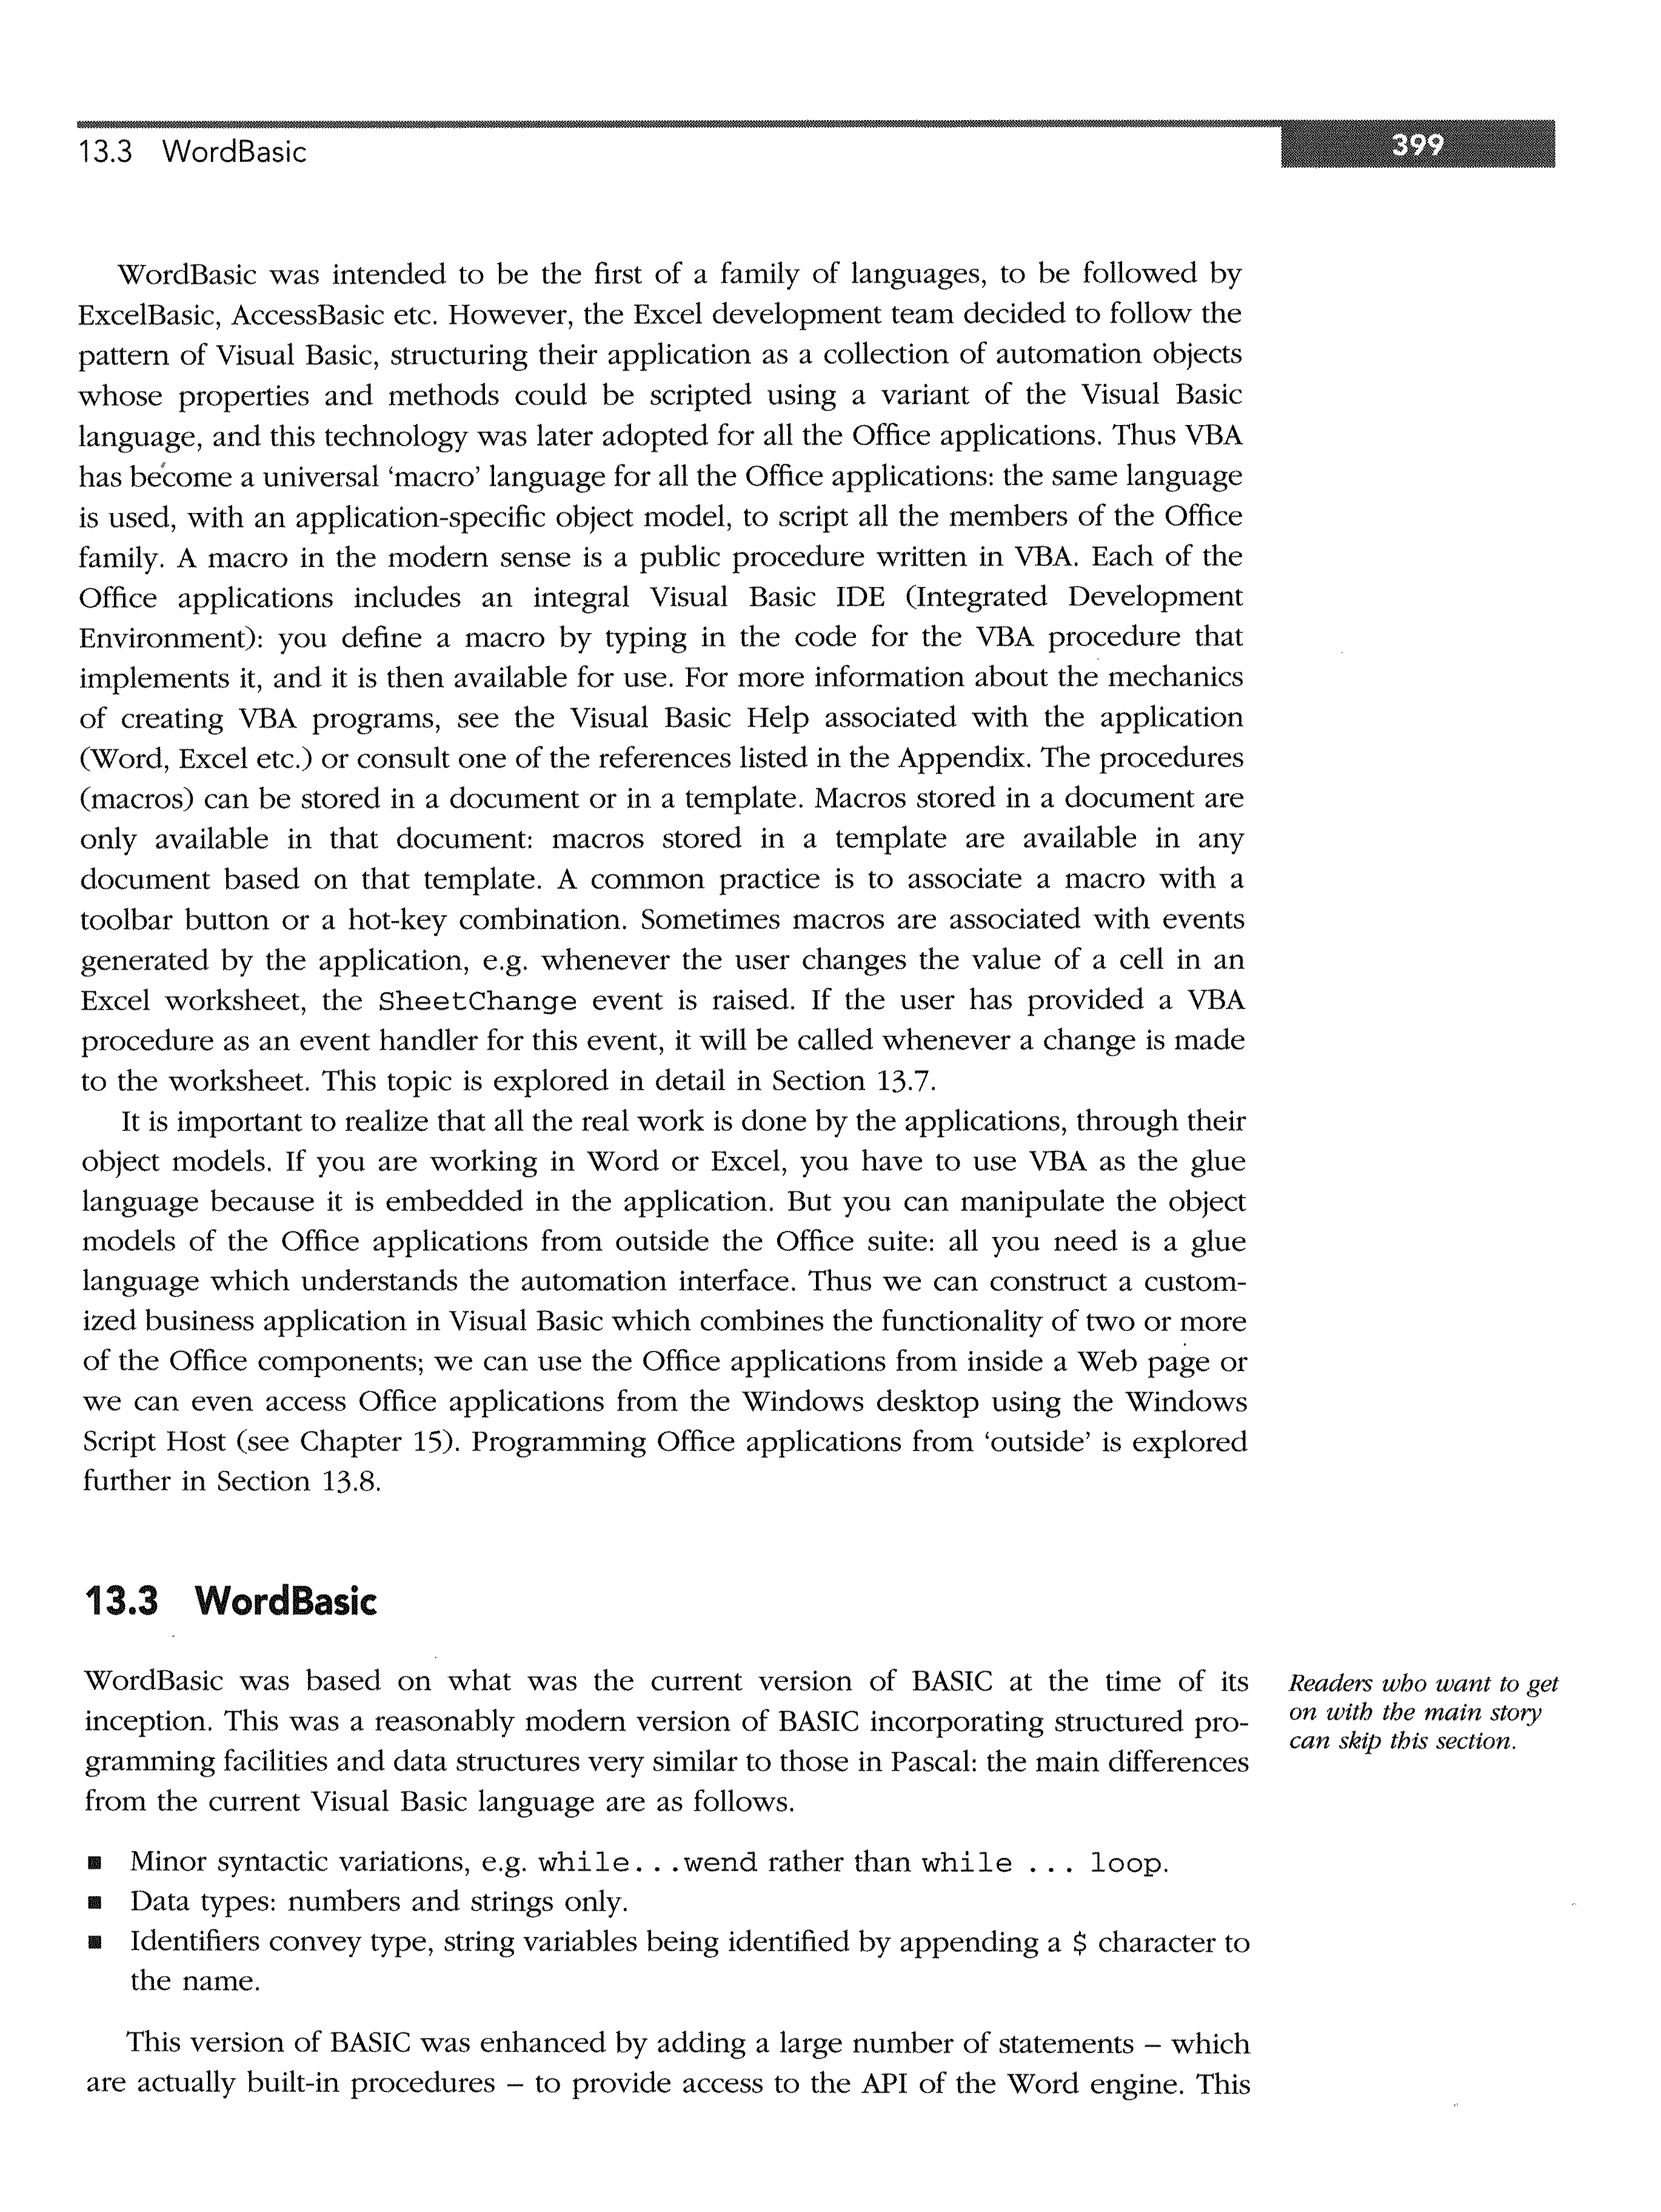 13.3 WordBasic
399
WordBasic was intended to be the first of a family of languages, to be followed by
ExcelBasic, AccessBasic etc. However, the Excel development team decided to follow the
pattern of Visual Basic, structuring their application as a collection of automation objects
whose properties and methods could be scripted using a variant of the Visual Basic
language, and this technology was later adopted for all the Office applications. Thus VBA
has become a universal ‘macro’ language for all the Office applications: the same language
is used, with an application-specific object model, to script all the members of the Office
family. A macro in the modern sense is a public procedure written in VBA. Each of the
Office applications includes an integral Visual Basic IDE (Integrated Development
Environment): you define a macro by typing in the code for the VBA procedure that
implements it, and it is then available for use. For more information about the mechanics
of creating VBA programs, see the Visual Basic Help associated with the application
(Word, Excel etc.) or consult one of the references listed in the Appendix. The procedures
(macros) can be stored in a document or in a template. Macros stored in a document are
only available in that document: macros stored in a template are available in any
document based on that template. A common practice is to associate a macro with a
toolbar button or a hot-key combination. Sometimes macros are associated with events
generated by the application, e.g. whenever the user changes the value of a cell in an
Excel worksheet, the SheetChange event is raised. If the user has provided a VBA
procedure as an event handler for this event, it will be called whenever a change is made
to the worksheet. This topic is explored in detail in Section 13.7.
It is important to realize that all the real work is done by the applications, through their
object models. If you are working in Word or Excel, you have to use VBA as the glue
language because it is embedded in the application. But you can manipulate the object
models of the Office applications from outside the Office suite: all you need is a glue
language which understands the automation interface. Thus we can construct a custom-
ized business application in Visual Basic which combines the functionality of two or more
of the Office components; we can use the Office applications from inside a Web page or
we can even access Office applications from the Windows desktop using the Windows
Script Host (see Chapter 15). Programming Office applications from ‘outside’ is explored
further in Section 13.8.
13.3 WordBasic
WordBasic was based on what was the current version of BASIC at the time of its
inception. This was a reasonably modern version of BASIC incorporating structured pro-
gramming facilities and data structures very similar to those in Pascal: the main differences
from the current Visual Basic language are as follows.
Readers who want to get
on with the main story
can skip this section.
■ Minor syntactic variations, e.g. while...wend rather than while ... loop.
■ Data types: numbers and strings only.
■ Identifiers convey type, string variables being identified by appending a $ character to
the name.
This version of BASIC was enhanced by adding a large number of statements – which
are actually built-in procedures – to provide access to the API of the Word engine. This